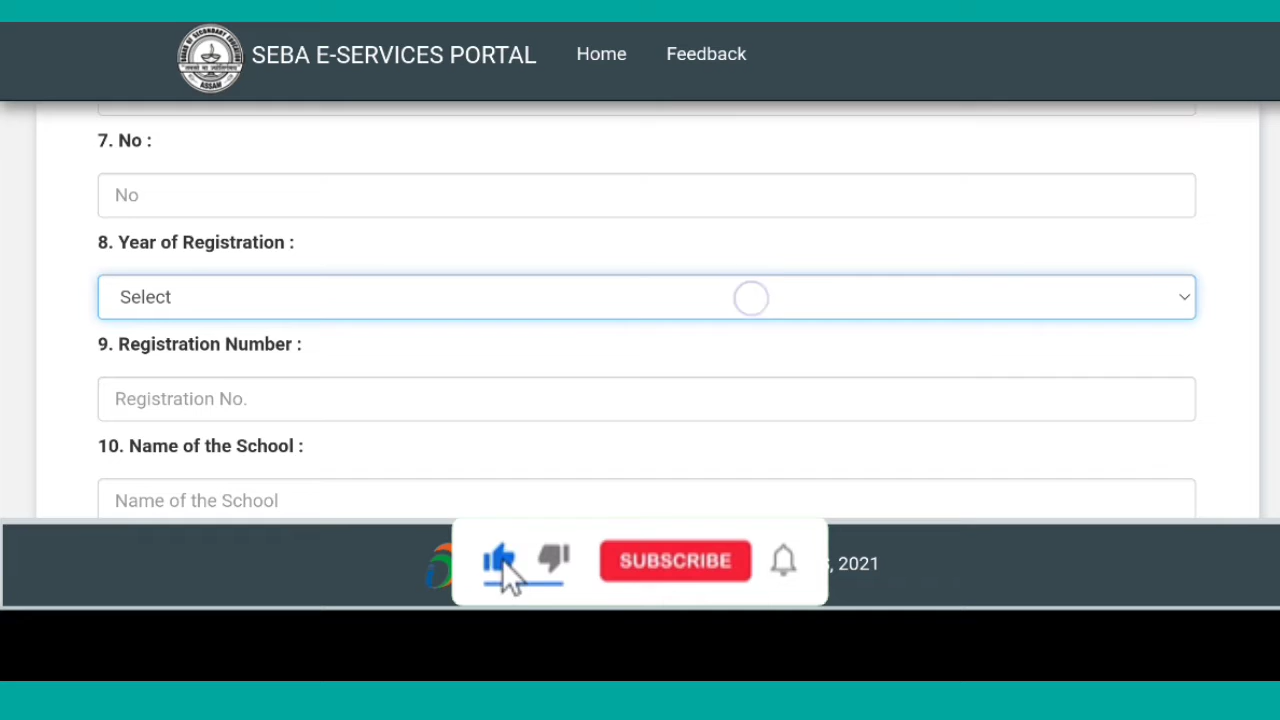 SEBA E-SERVICES PORTAL Home Feedback
7. No :
No
8. Year of Registration :
Select
9. Registration Number :
Registration No.
10. Name of the School :
Name of the School
SUBSCRIBE
, 2021
ASSAM